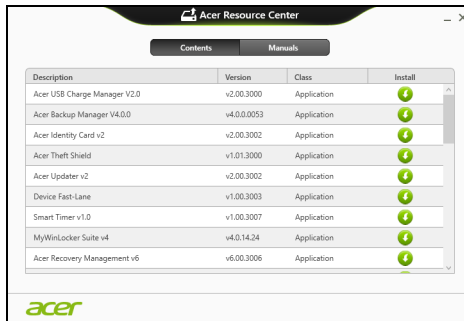 Acer Resource Center
Contents Manuals
Description Version Class Install
Acer USB Charge Manager V2.0 v2.00.3000 Application
Acer Backup Manager V4.0.0 v4.0.0.0053 Application
Acer Identity Card v2 v2.00.3002 Application
Acer Theft Shield v1.01.3000 Application
Acer Updater v2 v2.00.3002 Application
Device Fast-Lane v1.00.3003 Application
Smart Timer v1.0 v1.00.3007 Application
MyWinLocker Suite v4 v4.0.14.24 Application
Acer Recovery Management v6 v6.00.3006 Application
acer